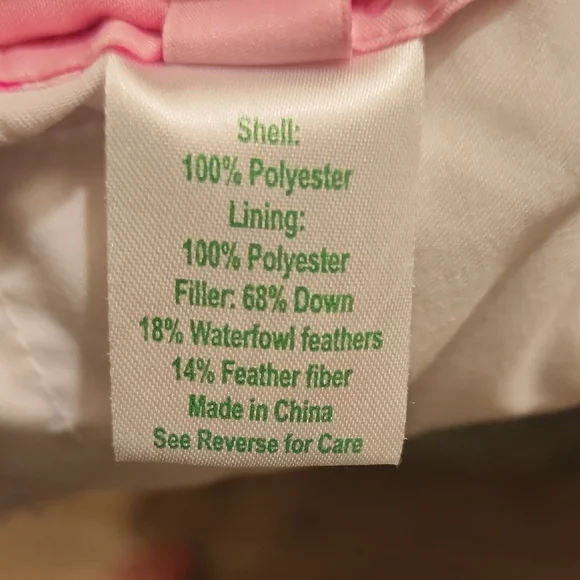 Shell:
100% Polyester
Lining:
100% Polyester
Filler: 68% Down
18% Waterfowl feathers
14% Feather fiber
Made in China
See Reverse for Care